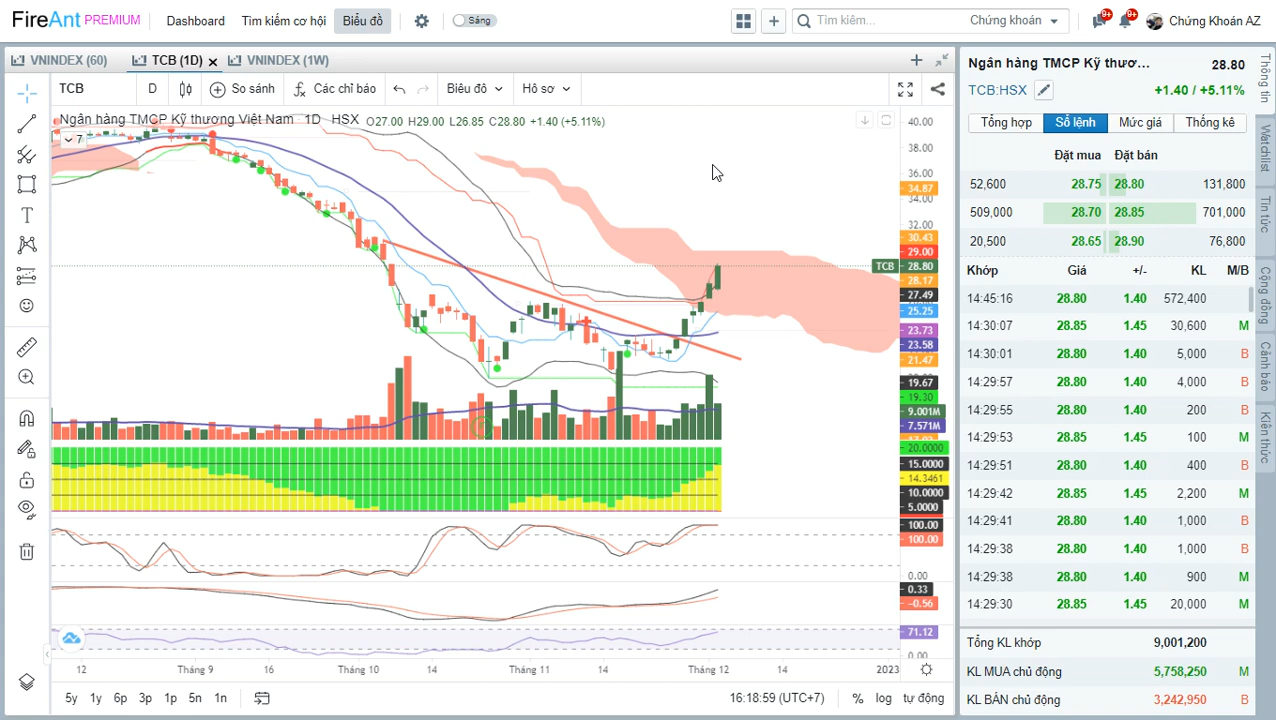 FireAnt PREMIUM Dashboard Tìm kiếm cơ hội Biểu đồ Sáng Tìm kiếm... Chứng khoán 9+ 9+ Chứng Khoán AZ
VNINDEX (60) TCB (1D) VNINDEX (1W)
TCB D So sánh Các chỉ báo Biểu đồ Hồ sơ
Ngân hàng TMCP Kỹ thương Việt Nam 1D HSX O27.00 H29.00 L26.85 C28.80 +1.40 (+5.11%)
7
40.00
38.00
36.00
34.87
34.00
32.00
30.43
29.00
TCB 28.80
28.17
27.49
25.25
23.73
23.58
21.47
19.67
19.30
9.001M
7.571M
20.0000
15.0000
14.3461
10.0000
5.0000
100.00
100.00
0.00
0.33
−0.56
71.12
0.00
12 Tháng 9 16 Tháng 10 14 Tháng 11 14 Tháng 12 14 2023
5y 1y 6p 3p 1p 5n 1n 16:18:59 (UTC+7) % log tự động
Ngân hàng TMCP Kỹ thươ... 28.80
TCB:HSX +1.40 / +5.11%
Tổng hợp Sổ lệnh Mức giá Thống kê
Đặt mua Đặt bán
52,600 28.75 28.80 131,800
509,000 28.70 28.85 701,000
20,500 28.65 28.90 76,800
Khớp Giá +/- KL M/B
14:45:16 28.80 1.40 572,400
14:30:07 28.85 1.45 30,600 M
14:30:01 28.80 1.40 5,000 B
14:29:57 28.80 1.40 4,000 B
14:29:55 28.80 1.40 200 B
14:29:53 28.85 1.45 100 M
14:29:51 28.80 1.40 400 B
14:29:42 28.85 1.45 2,200 M
14:29:41 28.80 1.40 1,000 B
14:29:38 28.80 1.40 1,000 B
14:29:38 28.80 1.40 900 M
14:29:30 28.85 1.45 20,000 M
Tổng KL khớp 9,001,200
KL MUA chủ động 5,758,250 M
KL BÁN chủ động 3,242,950 B
Thông tin
Watchlist
Tin tức
Cộng đồng
Cảnh báo
Kiến thức